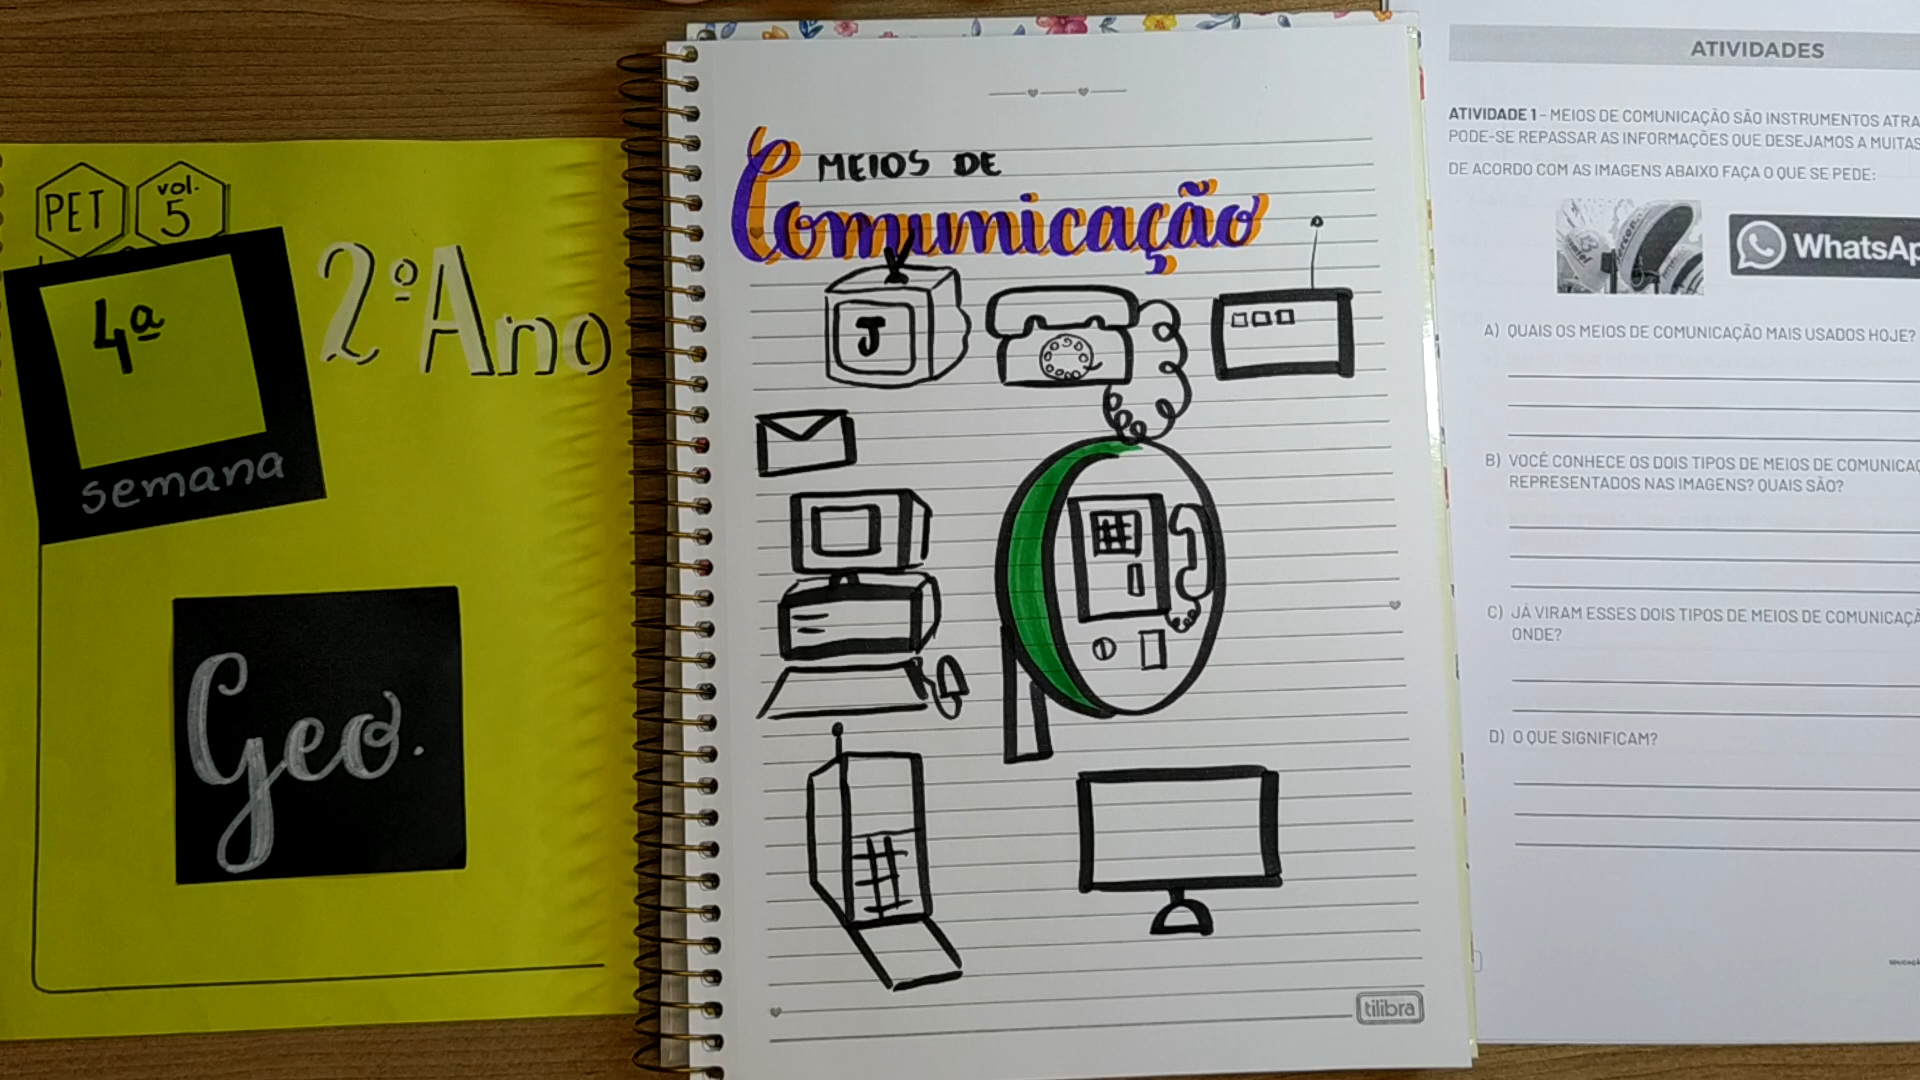 PET
vol.
5
4ª
semana
2º Ano
Geo.
MEIOS DE
Comunicação
J
tilibra
ATIVIDADES
ATIVIDADE 1 - MEIOS DE COMUNICAÇÃO SÃO INSTRUMENTOS
PODE-SE REPASSAR AS INFORMAÇÕES QUE DESEJAMOS A MUITAS
DE ACORDO COM AS IMAGENS ABAIXO FAÇA O QUE SE PEDE:
WhatsAp
A) QUAIS OS MEIOS DE COMUNICAÇÃO MAIS USADOS HOJE?
B) VOCÊ CONHECE OS DOIS TIPOS DE MEIOS DE COMUNICAÇ
REPRESENTADOS NAS IMAGENS? QUAIS SÃO?
C) JÁ VIRAM ESSES DOIS TIPOS DE MEIOS DE COMUNICAÇÃ
ONDE?
D) O QUE SIGNIFICAM?